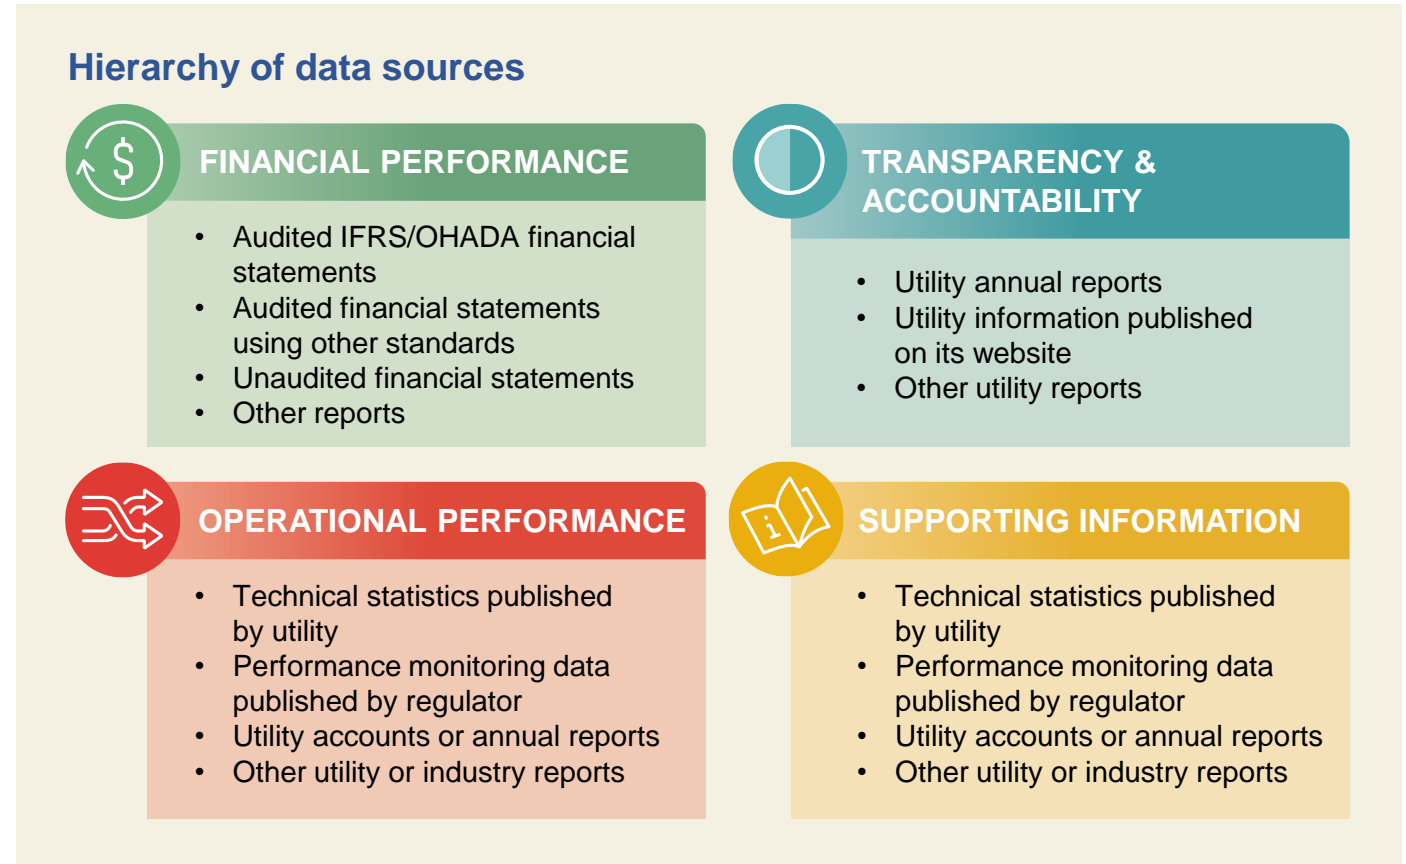 Hierarchy of data sources
$
FINANCIAL PERFORMANCE
• Audited IFRS/OHADA financial
statements
• Audited financial statements
using other standards
• Unaudited financial statements
• Other reports
TRANSPARENCY &
ACCOUNTABILITY
• Utility annual reports
• Utility information published
on its website
• Other utility reports
OPERATIONAL PERFORMANCE
• Technical statistics published
by utility
• Performance monitoring data
published by regulator
• Utility accounts or annual reports
• Other utility or industry reports
i
SUPPORTING INFORMATION
• Technical statistics published
by utility
• Performance monitoring data
published by regulator
• Utility accounts or annual reports
• Other utility or industry reports